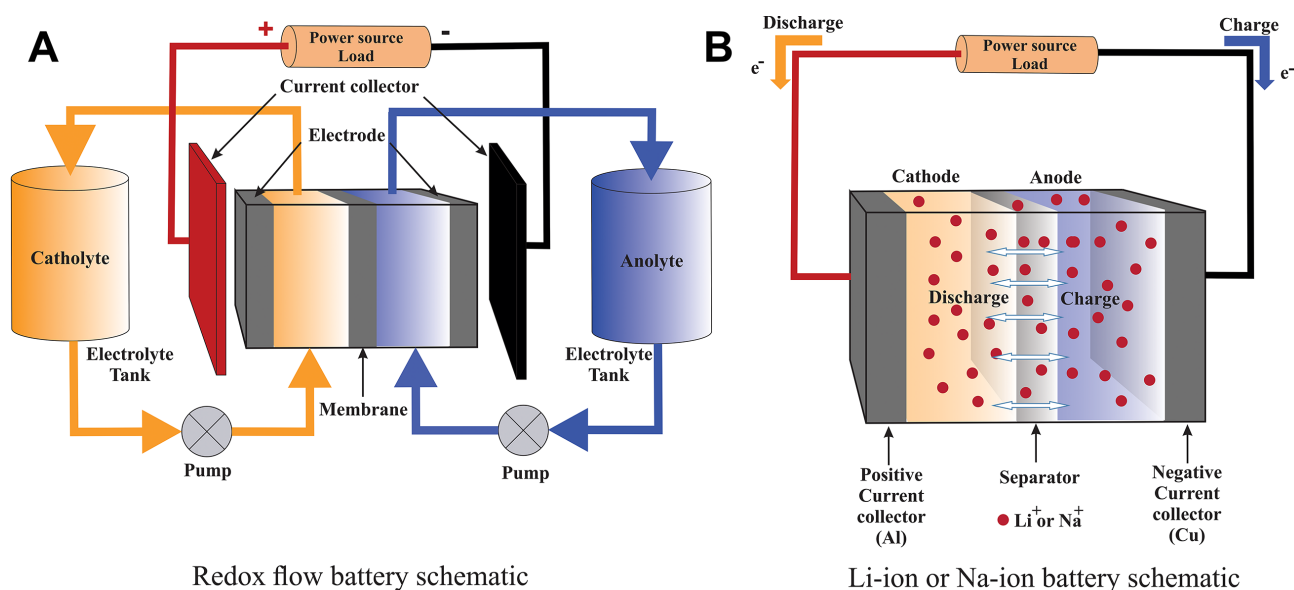 A
+
-
Power source
Load
Current collector
Electrode
Catholyte
Anolyte
Electrolyte
Tank
Electrolyte
Tank
Membrane
Pump
Pump
Redox flow battery schematic
B
Discharge
e-
Charge
e-
Power source
Load
Cathode
Anode
Discharge
Charge
Positive
Current
collector
(Al)
Separator
Li+ or Na+
Negative
Current
collector
(Cu)
Li-ion or Na-ion battery schematic